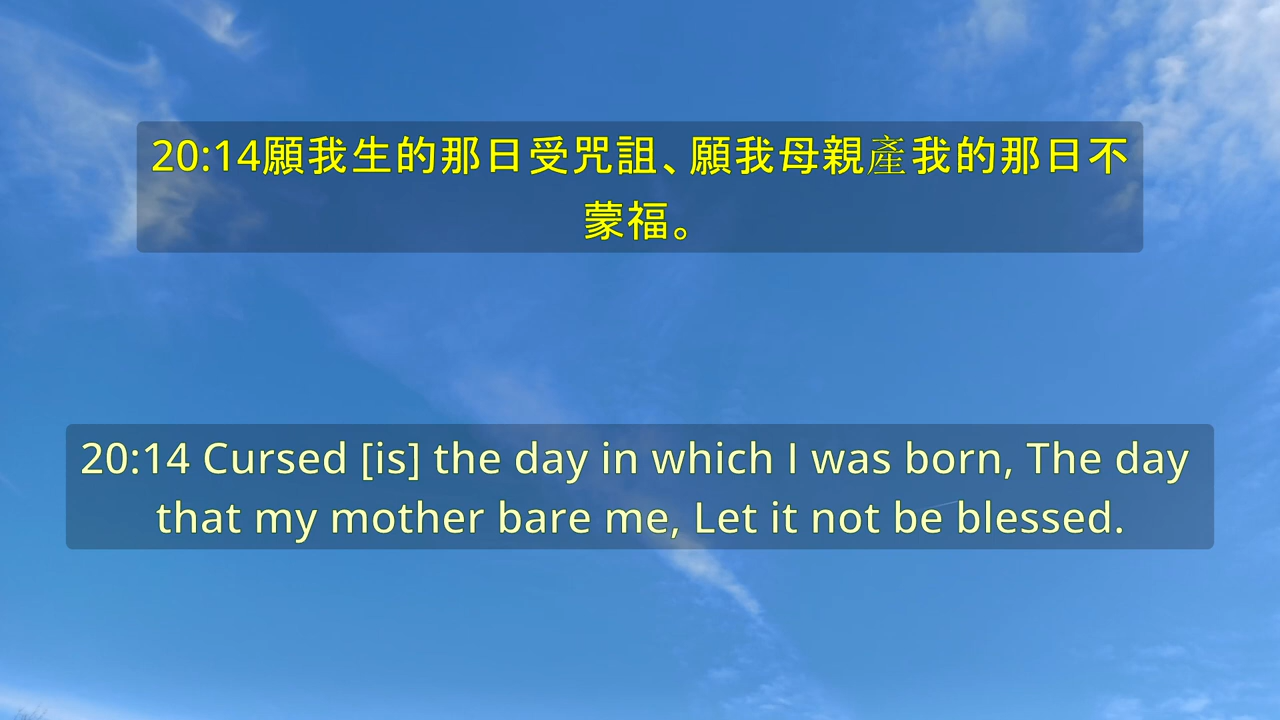 20:14願我生的那日受咒詛、願我母親產我的那日不
蒙福。
20:14 Cursed [is] the day in which I was born, The day
that my mother bare me, Let it not be blessed.